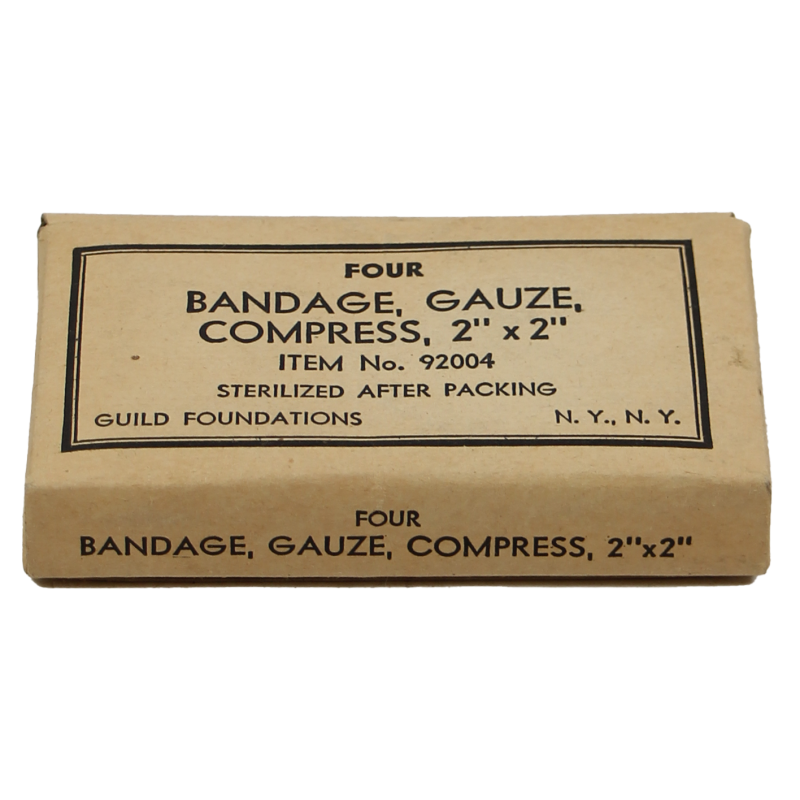 FOUR
BANDAGE, GAUZE,
COMPRESS, 2" x 2"
ITEM No. 92004
STERILIZED AFTER PACKING
GUILD FOUNDATIONS N. Y., N. Y.
FOUR
BANDAGE, GAUZE, COMPRESS, 2"x2"